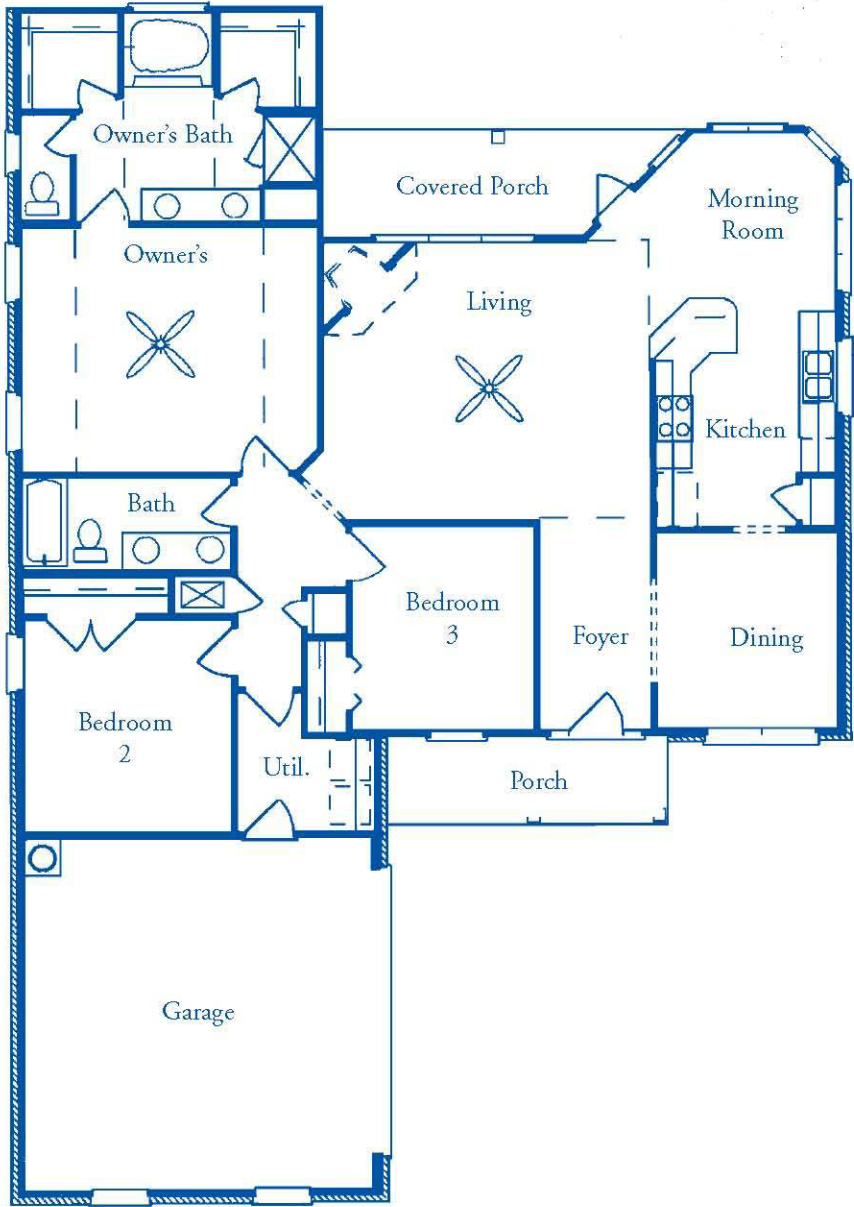 Owner's Bath
Covered Porch
Morning
Room
Owner's
Living
Kitchen
Bath
Bedroom
3
Foyer
Dining
Bedroom
2
Util.
Porch
Garage